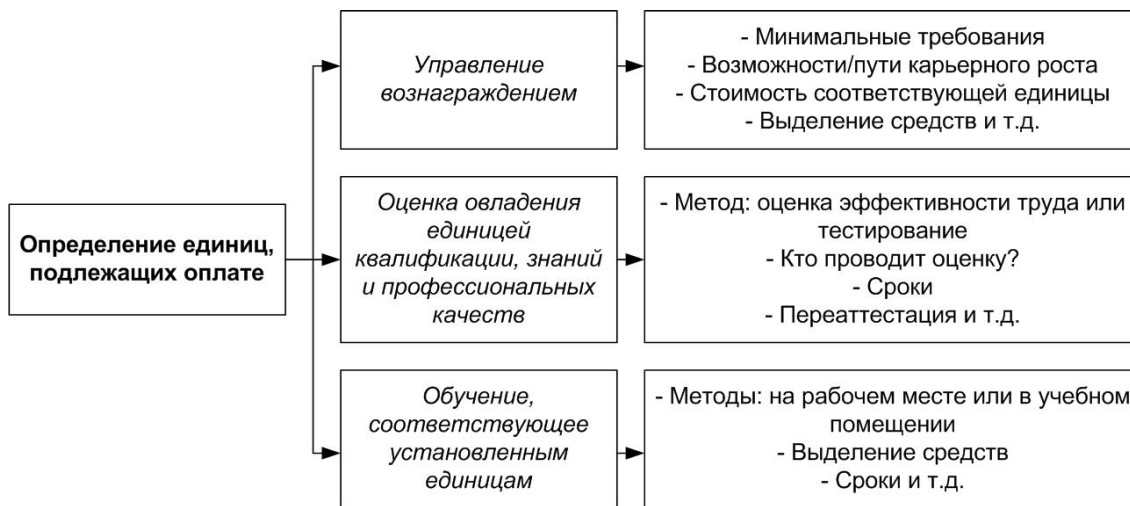 Определение единиц,
подлежащих оплате
Управление
вознаграждением
- Минимальные требования
- Возможности/пути карьерного роста
- Стоимость соответствующей единицы
- Выделение средств и т.д.
Оценка овладения
единицей
квалификации, знаний
и профессиональных
качеств
- Метод: оценка эффективности труда или
тестирование
- Кто проводит оценку?
- Сроки
- Переаттестация и т.д.
Обучение,
соответствующее
установленным
единицам
- Методы: на рабочем месте или в учебном
помещении
- Выделение средств
- Сроки и т.д.